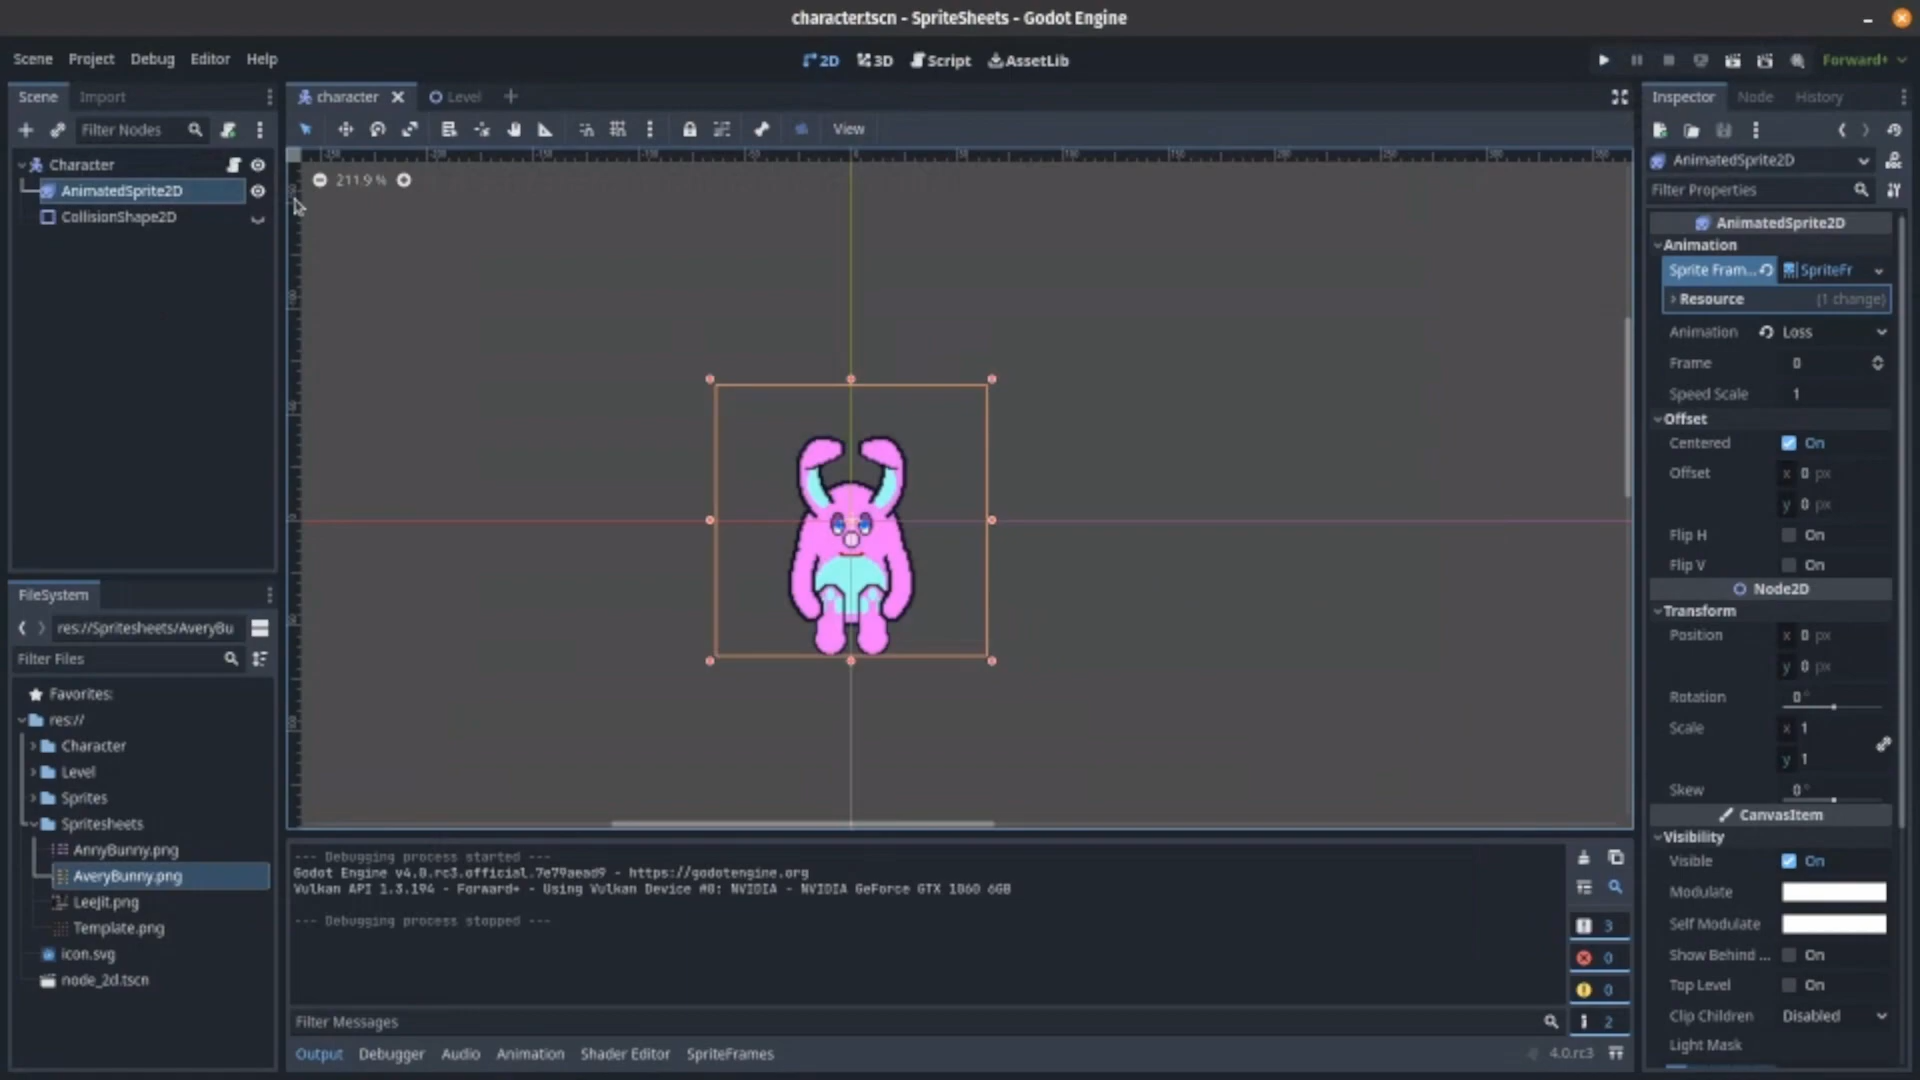 character.tscn - SpriteSheets - Godot Engine
Scene Project Debug Editor Help
2D 3D Script AssetLib
Forward+
Scene Import
Filter Nodes
Character
AnimatedSprite2D
CollisionShape2D
character Level
View
211.9 %
FileSystem
res://Spritesheets/AveryBu
Filter Files
Favorites:
res://
Character
Level
Sprites
Spritesheets
AnnyBunny.png
AveryBunny.png
LeeJit.png
Template.png
icon.svg
node_2d.tscn
--- Debugging process started ---
Godot Engine v4.0.rc3.official.7e79aead9 - https://godotengine.org
Vulkan API 1.3.194 - Forward+ - Using Vulkan Device #0: NVIDIA - NVIDIA GeForce GTX 1060 6GB
--- Debugging process stopped ---
3
0
0
2
Filter Messages
Output Debugger Audio Animation Shader Editor SpriteFrames
4.0.rc3
Inspector Node History
AnimatedSprite2D
Filter Properties
AnimatedSprite2D
Animation
Sprite Fram... SpriteFr
Resource (1 change)
Animation Loss
Frame 0
Speed Scale 1
Offset
Centered On
Offset x 0 px
y 0 px
Flip H On
Flip V On
Node2D
Transform
Position x 0 px
y 0 px
Rotation 0 °
Scale x 1
y 1
Skew 0 °
CanvasItem
Visibility
Visible On
Modulate
Self Modulate
Show Behind ... On
Top Level On
Clip Children Disabled
Light Mask